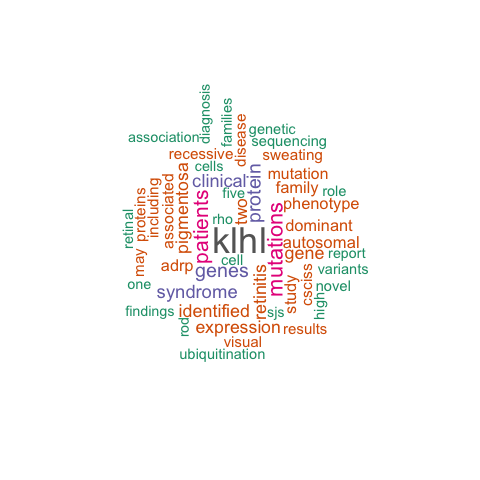 diagnosis
families
disease
genetic
association
sequencing
recessive
sweating
cells
pigmentosa
clinical
protein
mutation
family
role
five
phenotype
associated
including
proteins
retinal
patients
two
rho
mutations
dominant
klhl
autosomal
may
adrp
cell
genes
gene
report
retinitis
study
csciss
variants
one
syndrome
high
novel
findings
rod
identified
sjs
expression
results
visual
ubiquitination